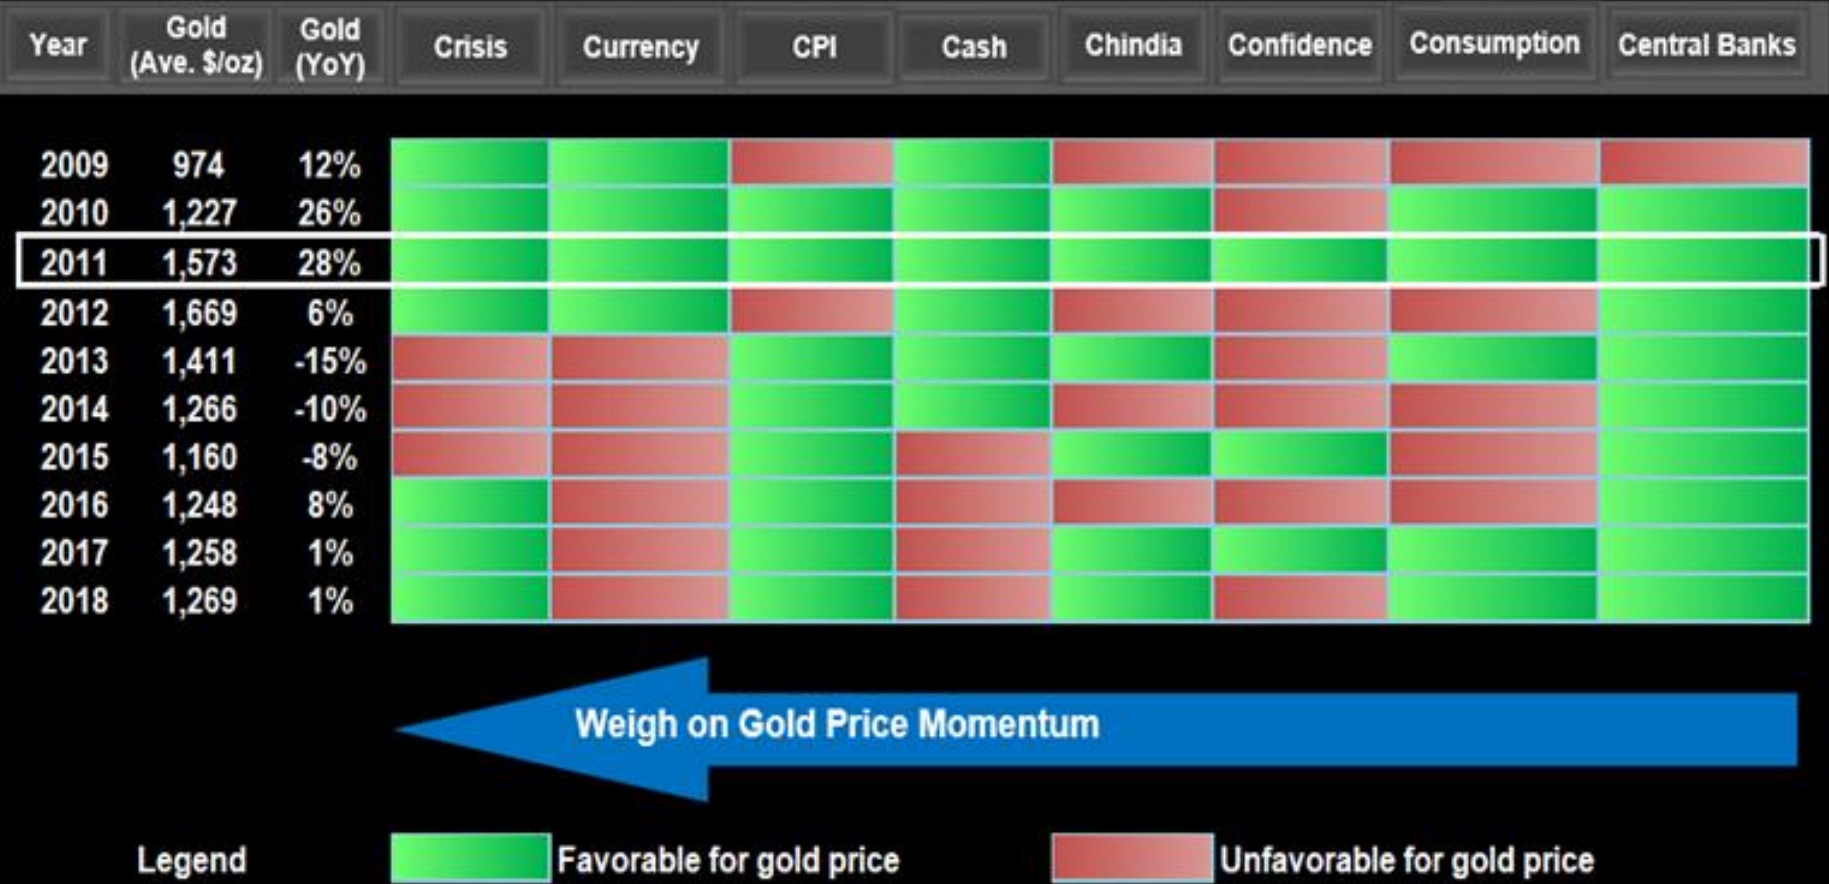 Year Gold (Ave. $/oz) Gold (YoY) Crisis Currency CPI Cash Chindia Confidence Consumption Central Banks
2009 974 12%
2010 1,227 26%
2011 1,573 28%
2012 1,669 6%
2013 1,411 -15%
2014 1,266 -10%
2015 1,160 -8%
2016 1,248 8%
2017 1,258 1%
2018 1,269 1%
Weigh on Gold Price Momentum
Legend Favorable for gold price Unfavorable for gold price